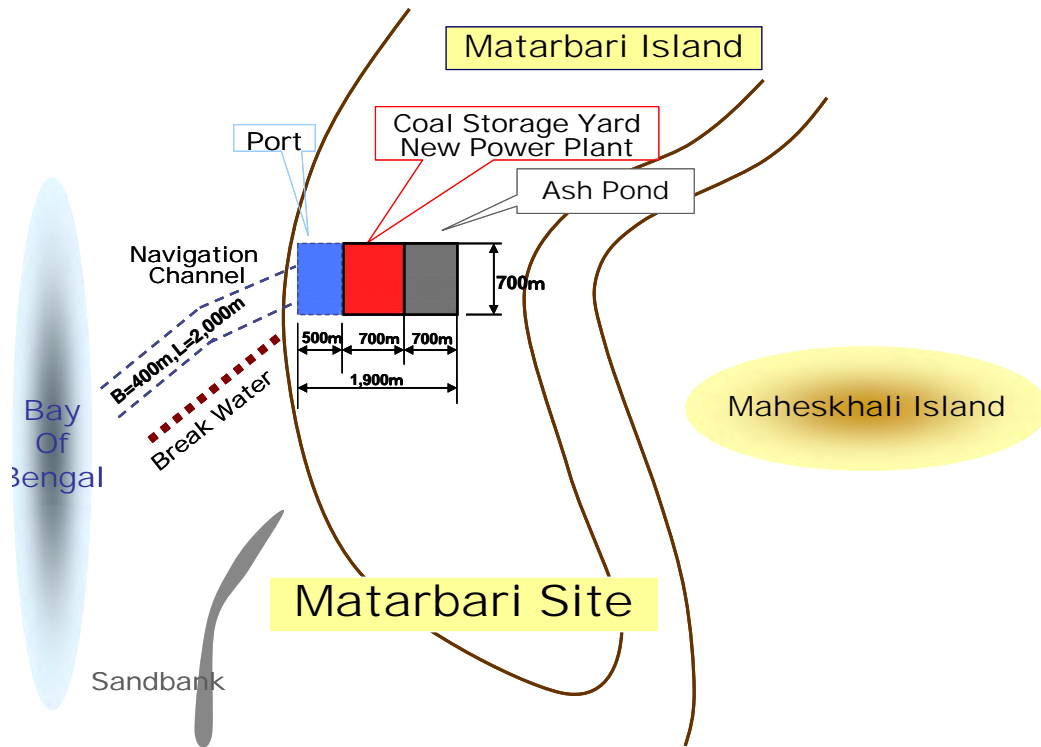 Matarbari Island
Coal Storage Yard
New Power Plant
Port
Ash Pond
Navigation
Channel
700m
B=400m, L=2,000m
500m
700m
700m
1,900m
Break Water
Bay
Of
Bengal
Maheskhali Island
Matarbari Site
Sandbank